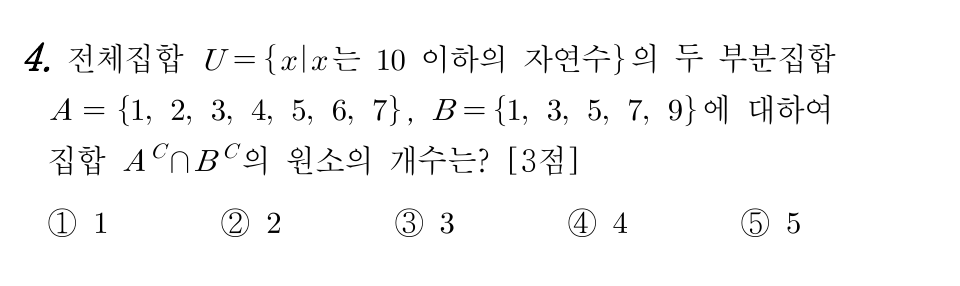 4. 전체집합 U={x|x는 10 이하의 자연수}의 두 부분집합
A = {1, 2, 3, 4, 5, 6, 7}, B={1, 3, 5, 7, 9}에 대하여
집합 A^C∩B^C의 원소의 개수는? [3점]
① 1 ② 2 ③ 3 ④ 4 ⑤ 5